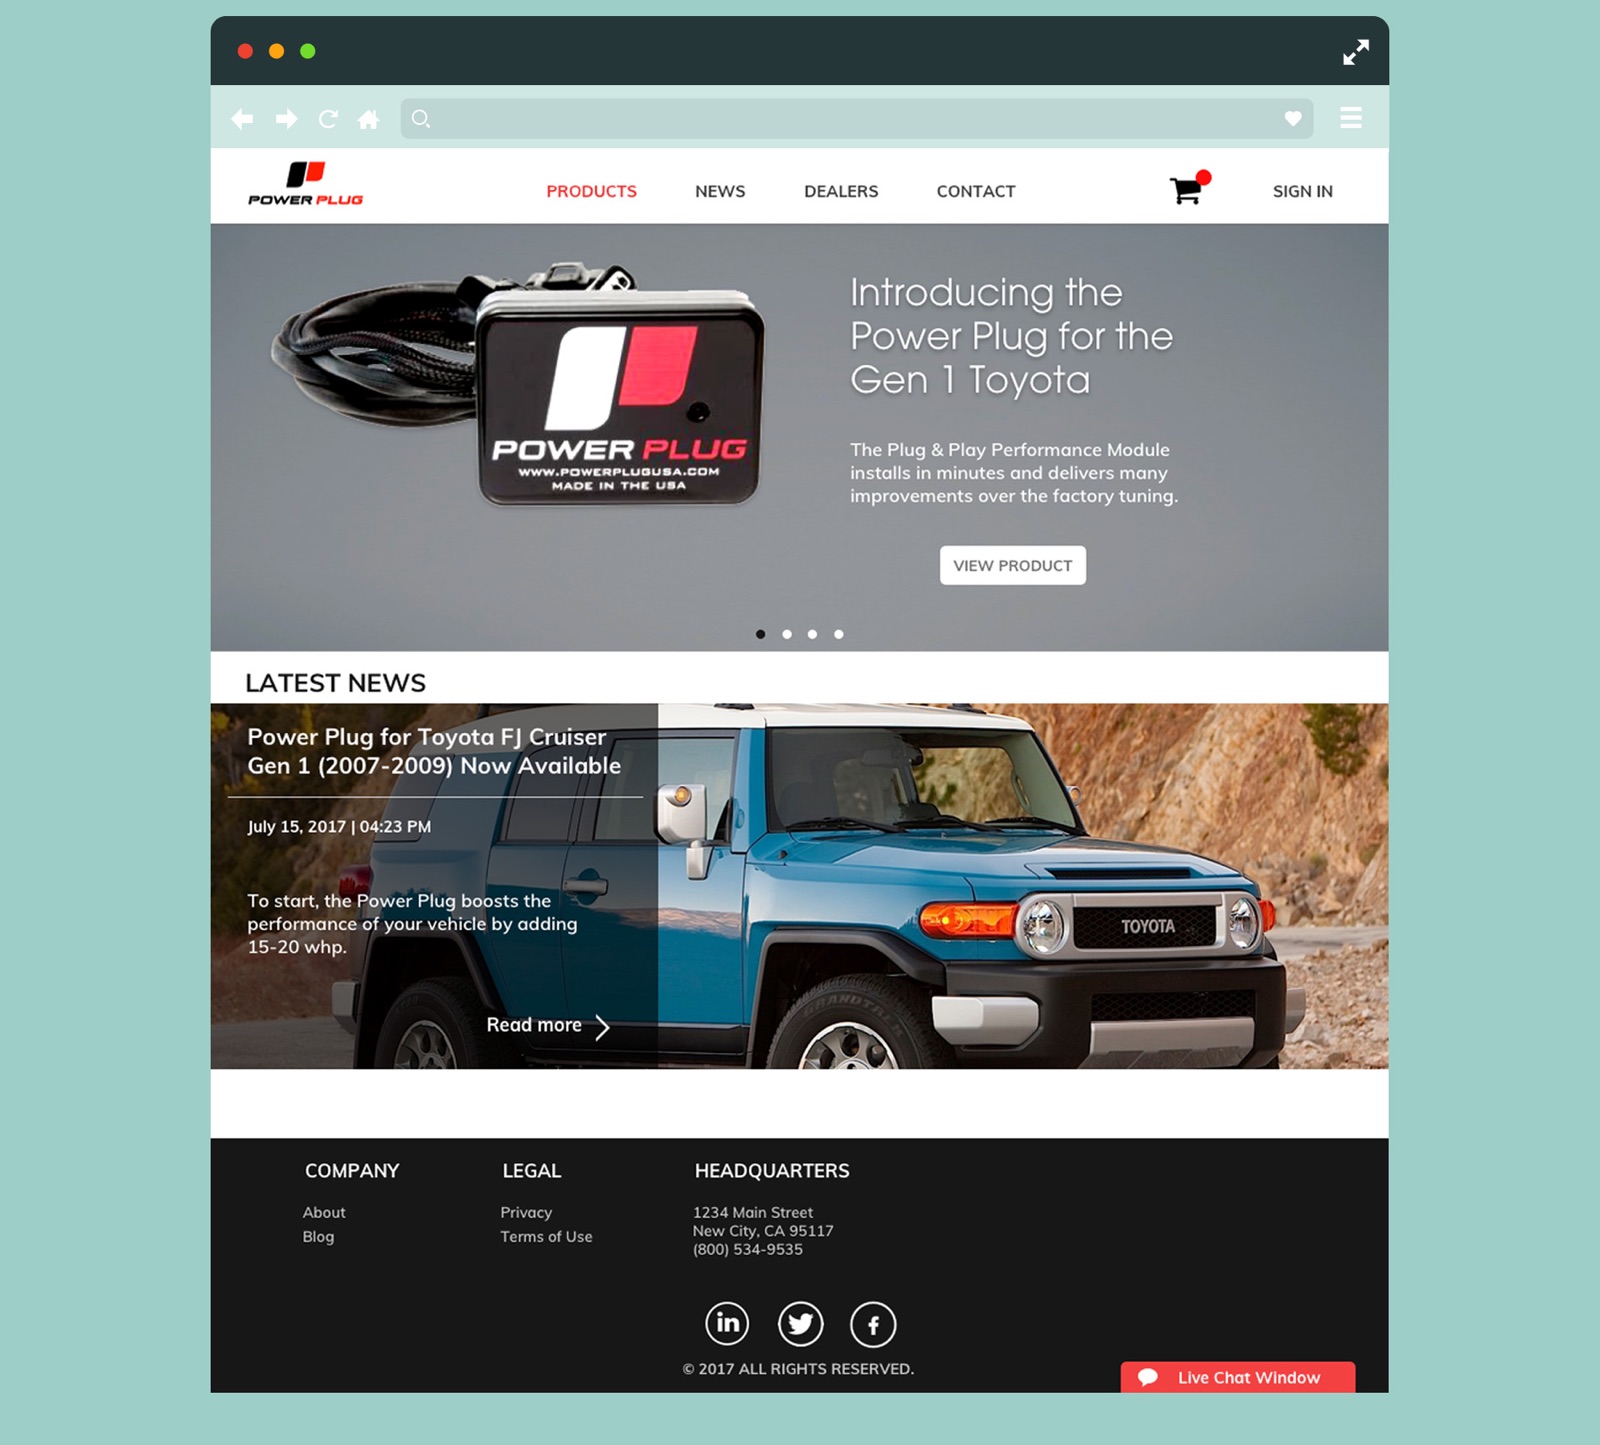 POWER PLUG
PRODUCTS
NEWS
DEALERS
CONTACT
SIGN IN
POWER PLUG
WWW.POWERPLUGUSA.COM
MADE IN THE USA
Introducing the
Power Plug for the
Gen 1 Toyota
The Plug & Play Performance Module
installs in minutes and delivers many
improvements over the factory tuning.
VIEW PRODUCT
LATEST NEWS
Power Plug for Toyota FJ Cruiser
Gen 1 (2007-2009) Now Available
July 15, 2017 | 04:23 PM
To start, the Power Plug boosts the
performance of your vehicle by adding
15-20 whp.
Read more
TOYOTA
COMPANY
About
Blog
LEGAL
Privacy
Terms of Use
HEADQUARTERS
1234 Main Street
New City, CA 95117
(800) 534-9535
in
f
© 2017 ALL RIGHTS RESERVED.
Live Chat Window